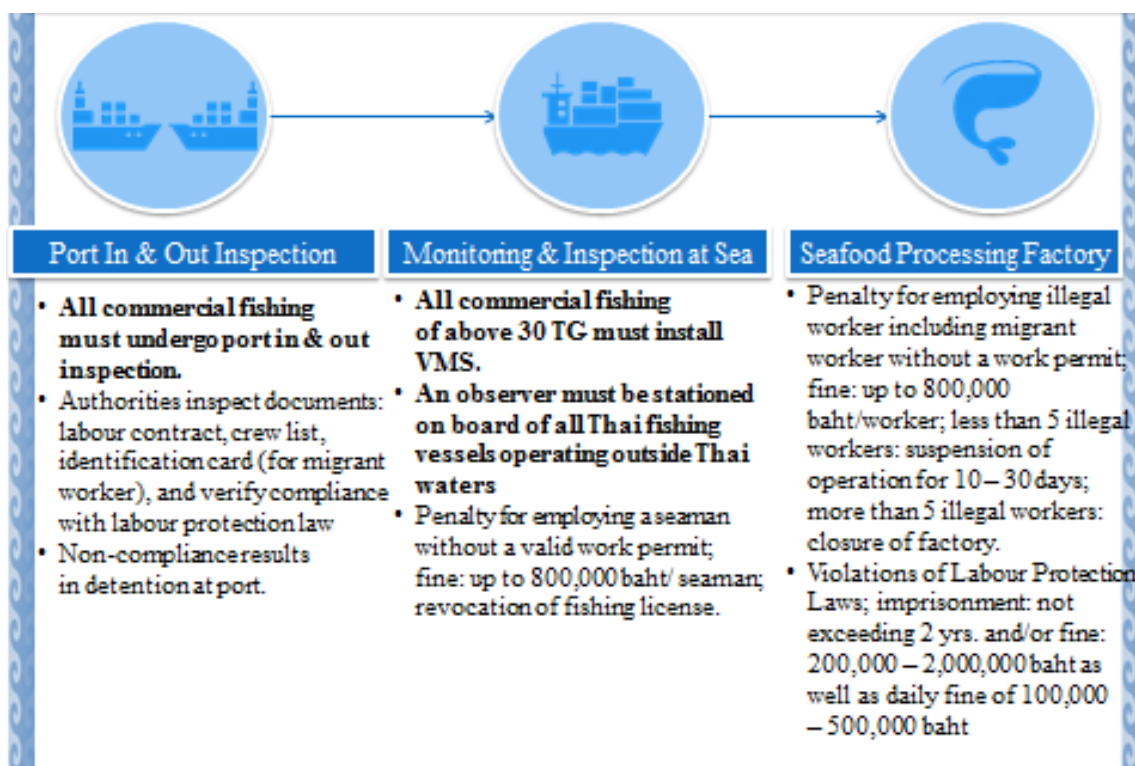 Port In & Out Inspection
• All commercial fishing
must undergo port in & out
inspection.
• Authorities inspect documents:
labour contract, crew list,
identification card (for migrant
worker), and verify compliance
with labour protection law
• Non-compliance results
in detention at port.
Monitoring & Inspection at Sea
• All commercial fishing
of above 30 TG must install
VMS.
• An observer must be stationed
on board of all Thai fishing
vessels operating outside Thai
waters
• Penalty for employing a seaman
without a valid work permit;
fine: up to 800,000 baht/ seaman;
revocation of fishing license.
Seafood Processing Factory
• Penalty for employing illegal
worker including migrant
worker without a work permit;
fine: up to 800,000
baht/worker; less than 5 illegal
workers: suspension of
operation for 10 – 30 days;
more than 5 illegal workers:
closure of factory.
• Violations of Labour Protection
Laws; imprisonment: not
exceeding 2 yrs. and/or fine:
200,000 – 2,000,000 baht as
well as daily fine of 100,000
– 500,000 baht